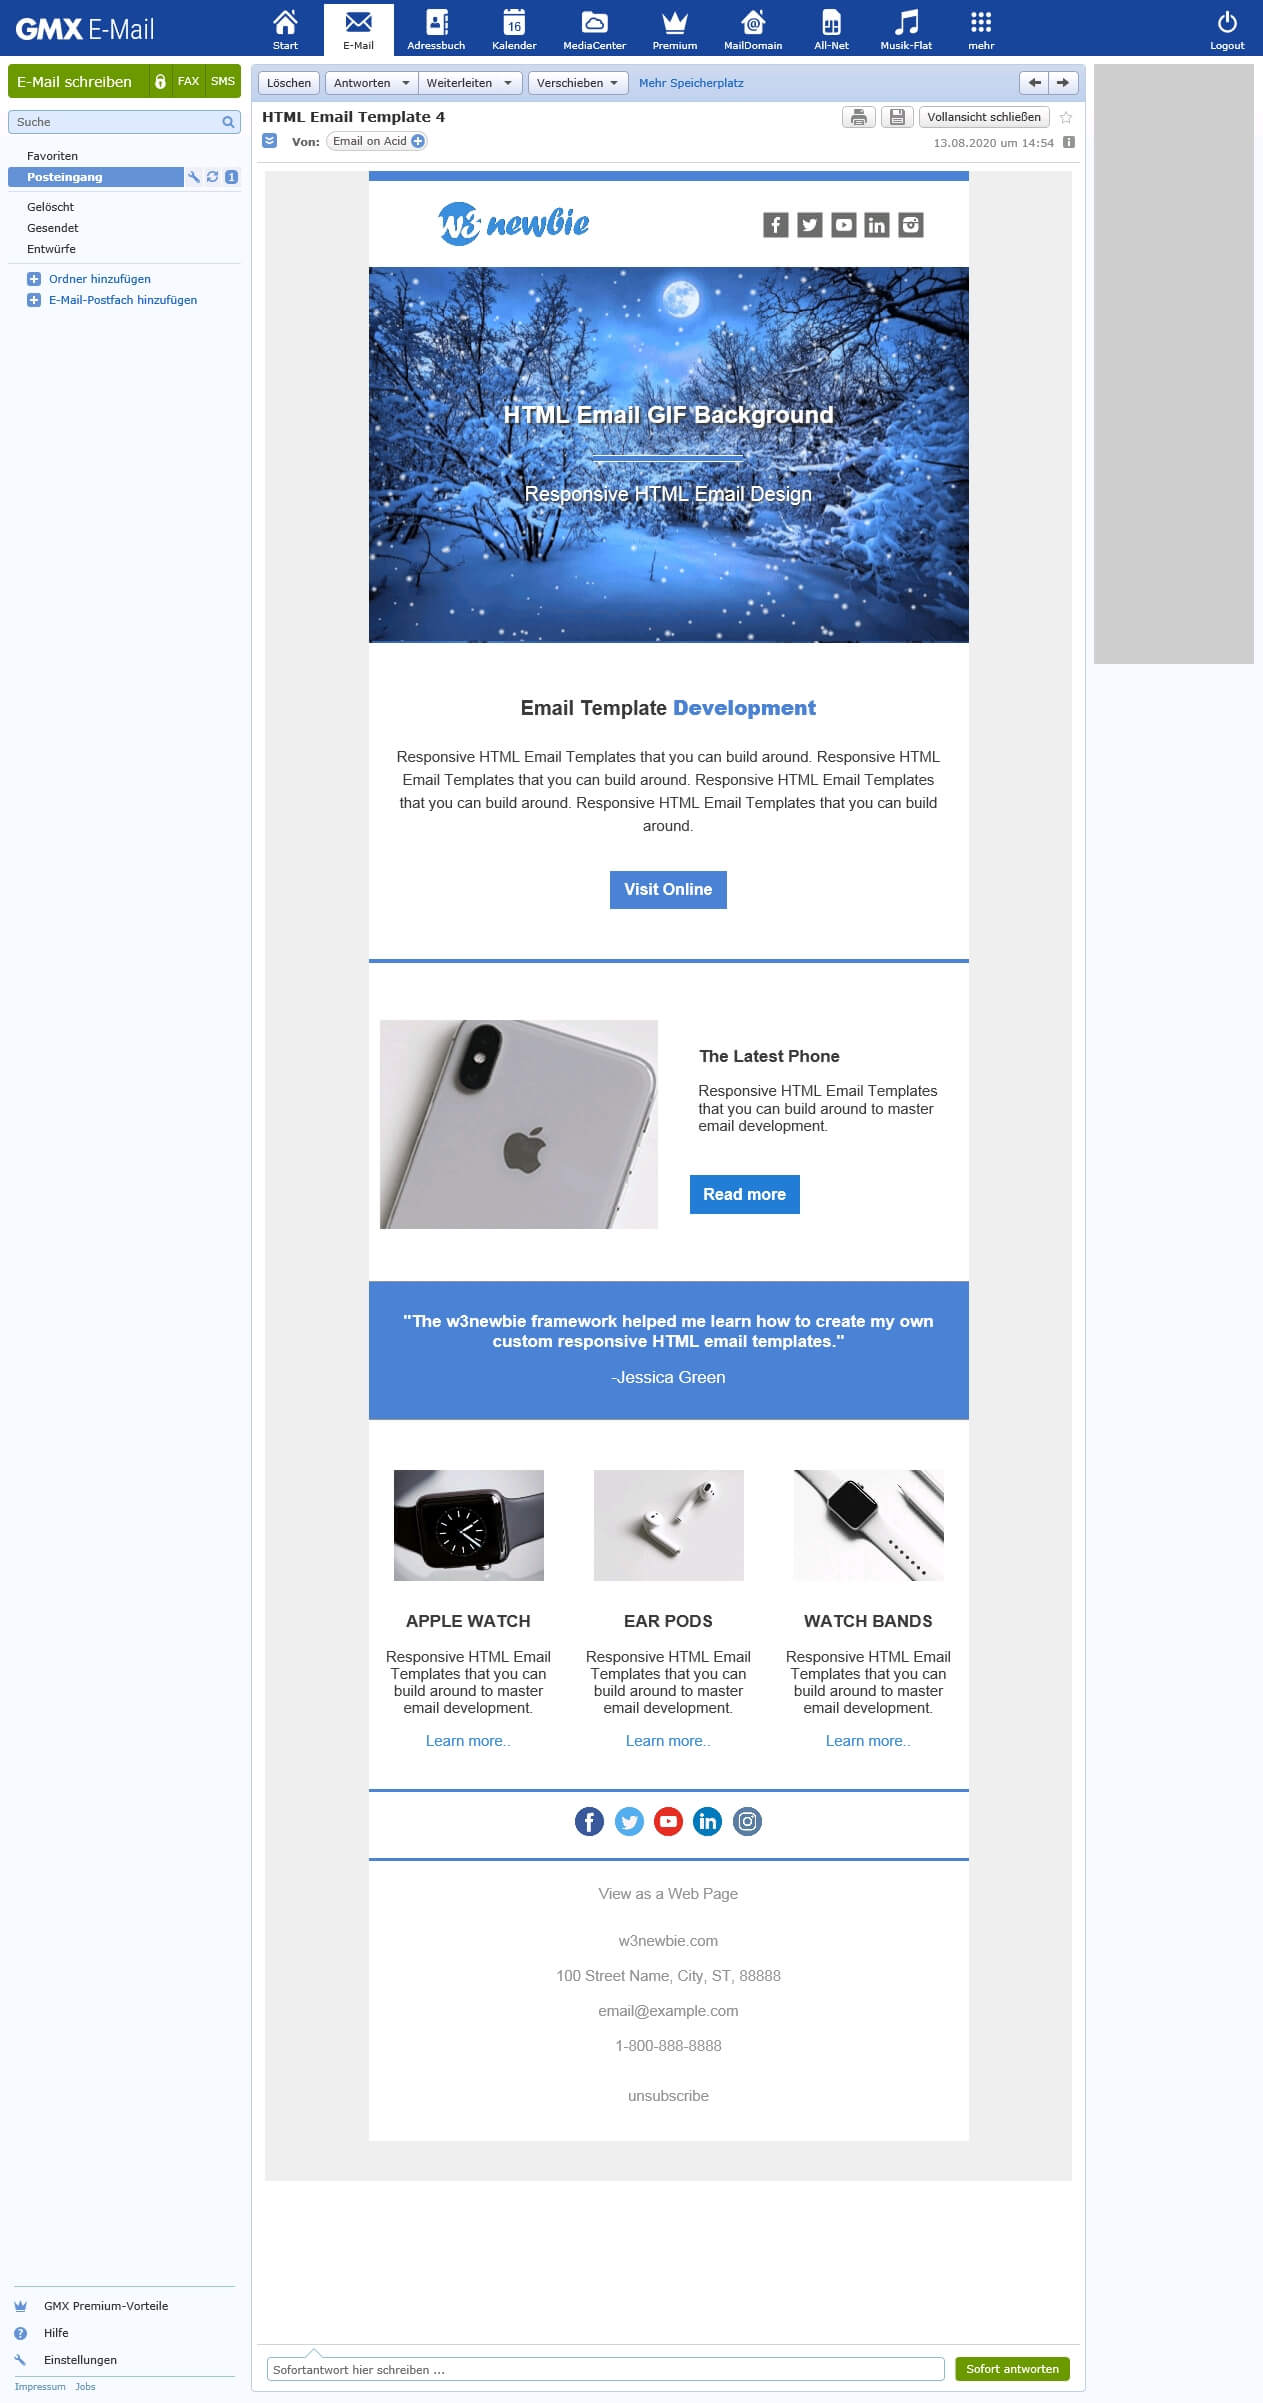 GMX E-Mail
Start
E-Mail
Adressbuch
16
Kalender
MediaCenter
Premium
MailDomain
All-Net
Musik-Flat
mehr
Logout
E-Mail schreiben
FAX
SMS
Suche
Favoriten
Posteingang
1
Gelöscht
Gesendet
Entwürfe
Ordner hinzufügen
E-Mail-Postfach hinzufügen
Löschen
Antworten
Weiterleiten
Verschieben
Mehr Speicherplatz
HTML Email Template 4
Vollansicht schließen
Von: Email on Acid
13.08.2020 um 14:54
w3 newbie
HTML Email GIF Background
Responsive HTML Email Design
Email Template Development
Responsive HTML Email Templates that you can build around. Responsive HTML
Email Templates that you can build around. Responsive HTML Email Templates
that you can build around. Responsive HTML Email Templates that you can build
around.
Visit Online
The Latest Phone
Responsive HTML Email Templates
that you can build around to master
email development.
Read more
"The w3newbie framework helped me learn how to create my own
custom responsive HTML email templates."
-Jessica Green
APPLE WATCH
Responsive HTML Email
Templates that you can
build around to master
email development.
Learn more..
EAR PODS
Responsive HTML Email
Templates that you can
build around to master
email development.
Learn more..
WATCH BANDS
Responsive HTML Email
Templates that you can
build around to master
email development.
Learn more..
View as a Web Page
w3newbie.com
100 Street Name, City, ST, 88888
email@example.com
1-800-888-8888
unsubscribe
GMX Premium-Vorteile
Hilfe
Einstellungen
Impressum Jobs
Sofortantwort hier schreiben ...
Sofort antworten